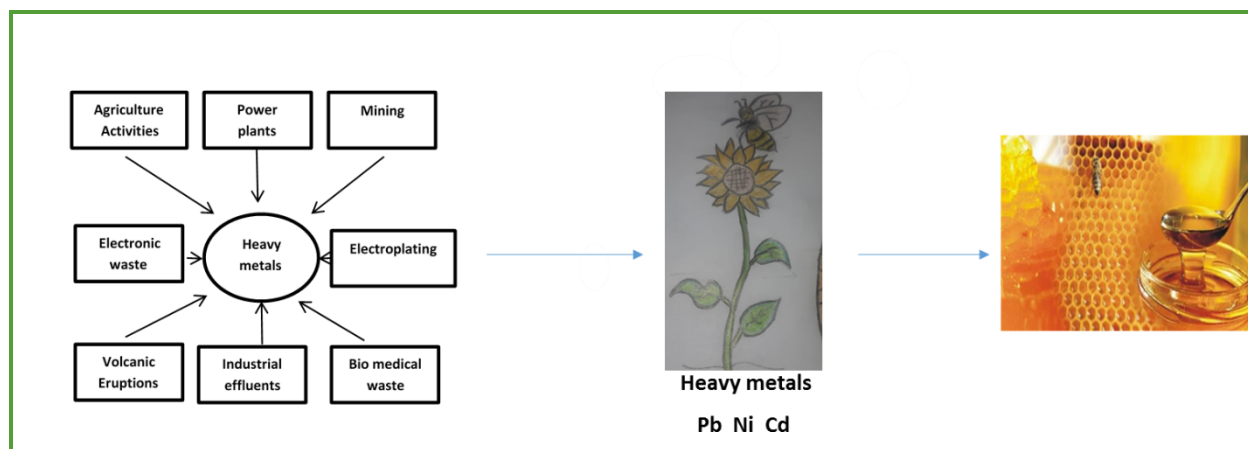 Agriculture
Activities
Power
plants
Mining
Electronic
waste
Heavy
metals
Electroplating
Volcanic
Eruptions
Industrial
effluents
Bio medical
waste
Heavy metals
Pb Ni Cd